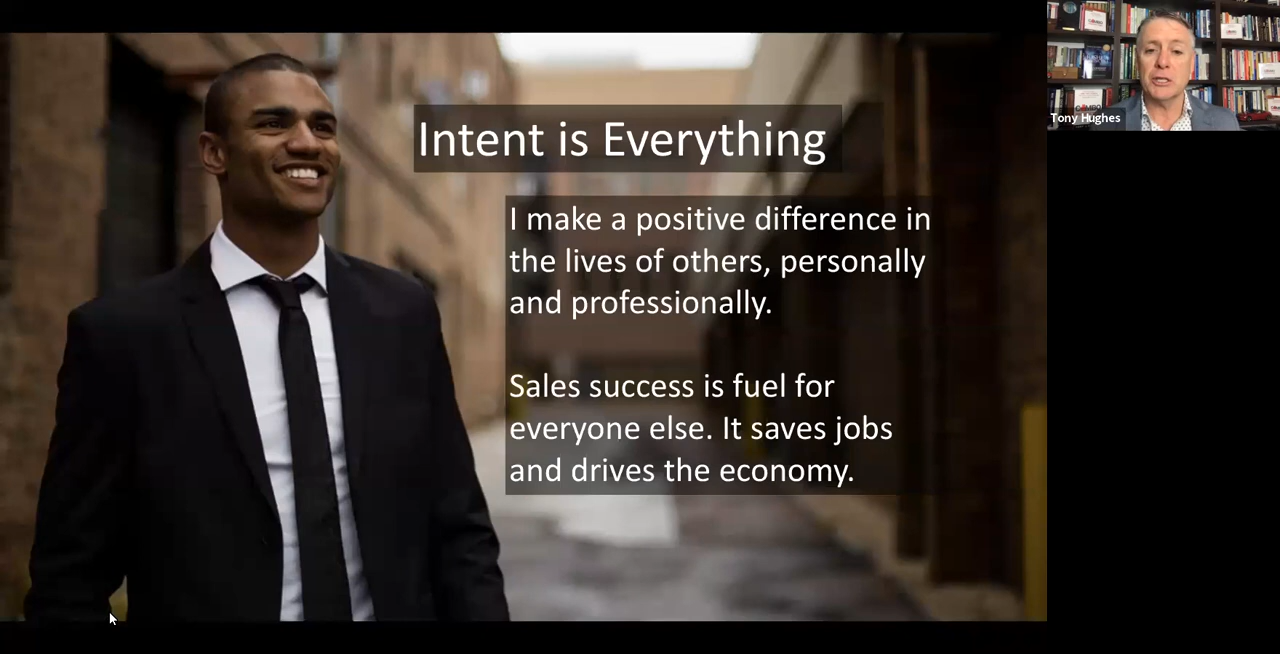 Intent is Everything
I make a positive difference in
the lives of others, personally
and professionally.
Sales success is fuel for
everyone else. It saves jobs
and drives the economy.
Tony Hughes